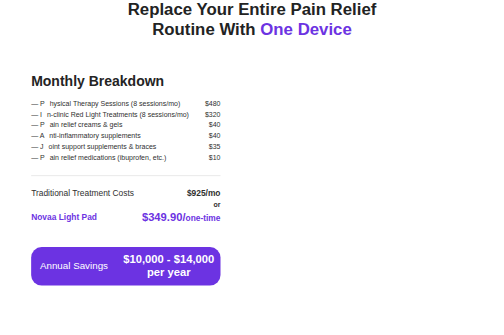 Replace Your Entire Pain Relief
Routine With One Device
Monthly Breakdown
— P hysical Therapy Sessions (8 sessions/mo) $480
— I n-clinic Red Light Treatments (8 sessions/mo) $320
— P ain relief creams & gels $40
— A nti-inflammatory supplements $40
— J oint support supplements & braces $35
— P ain relief medications (ibuprofen, etc.) $10
Traditional Treatment Costs $925/mo
or
Novaa Light Pad $349.90/one-time
Annual Savings $10,000 - $14,000
per year